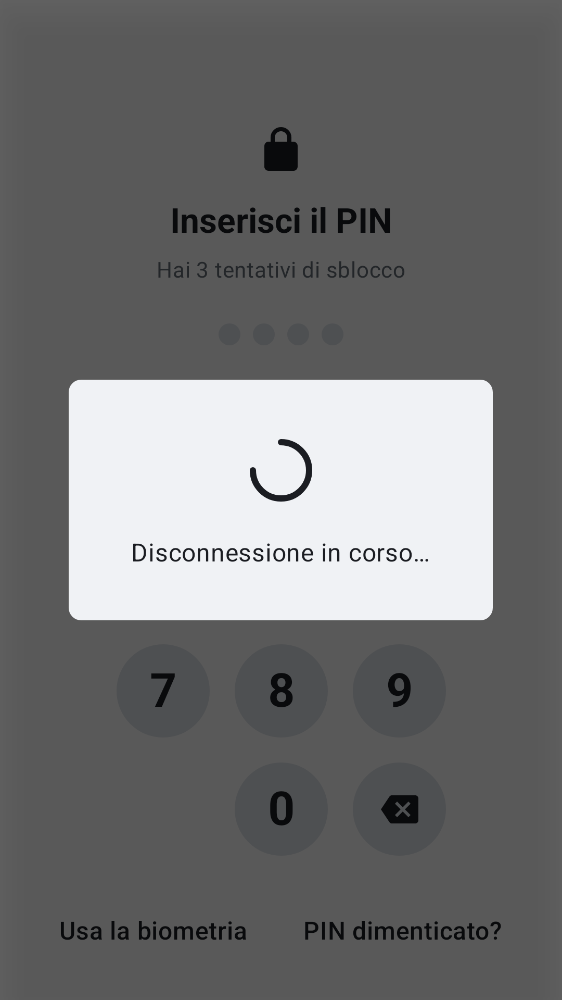 Inserisci il PIN
Hai 3 tentativi di sblocco
Disconnessione in corso...
7 8 9
0
Usa la biometria PIN dimenticato?